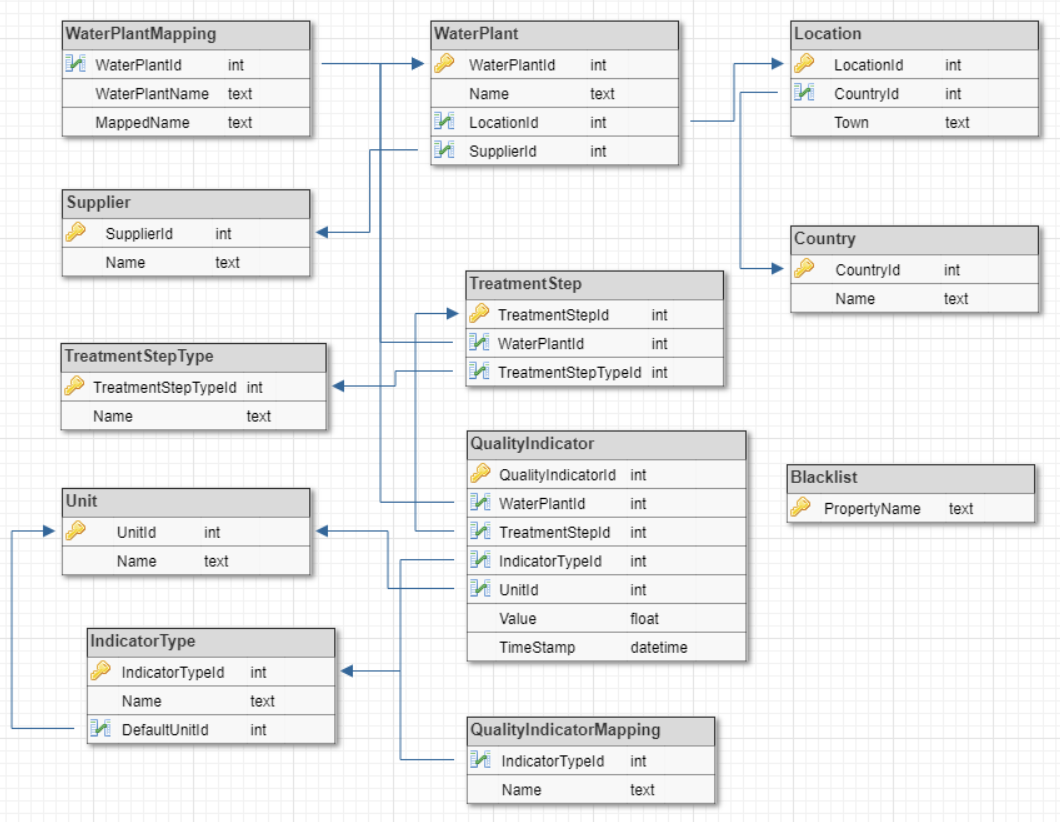 WaterPlantMapping
WaterPlantId int
WaterPlantName text
MappedName text
WaterPlant
WaterPlantId int
Name text
LocationId int
SupplierId int
Location
LocationId int
CountryId int
Town text
Supplier
SupplierId int
Name text
Country
CountryId int
Name text
TreatmentStep
TreatmentStepId int
WaterPlantId int
TreatmentStepTypeId int
TreatmentStepType
TreatmentStepTypeId int
Name text
QualityIndicator
QualityIndicatorId int
WaterPlantId int
TreatmentStepId int
IndicatorTypeId int
UnitId int
Value float
TimeStamp datetime
Blacklist
PropertyName text
Unit
UnitId int
Name text
IndicatorType
IndicatorTypeId int
Name text
DefaultUnitId int
QualityIndicatorMapping
IndicatorTypeId int
Name text